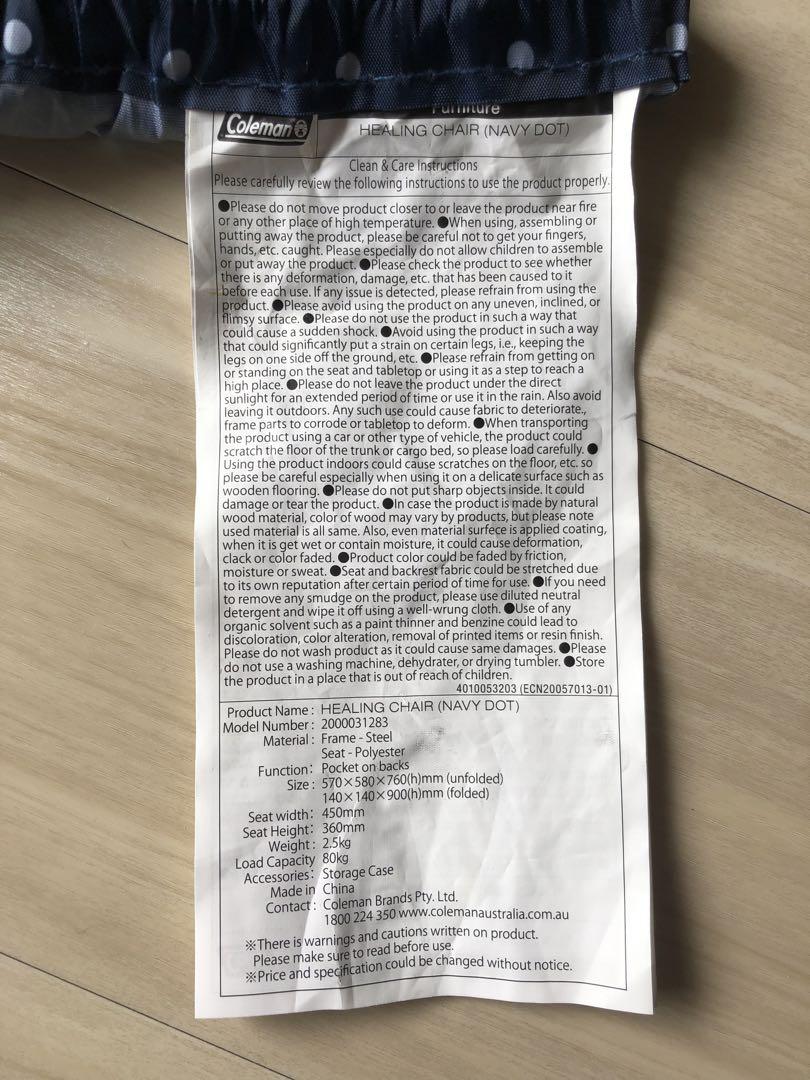 Furniture
Coleman
HEALING CHAIR (NAVY DOT)
Clean & Care Instructions
Please carefully review the following instructions to use the product properly.
●Please do not move product closer to or leave the product near fire
or any other place of high temperature. ●When using, assembling or
putting away the product, please be careful not to get your fingers,
hands, etc. caught. Please especially do not allow children to assemble
or put away the product. ●Please check the product to see whether
there is any deformation, damage, etc. that has been caused to it
before each use. If any issue is detected, please refrain from using the
product. ●Please avoid using the product on any uneven, inclined, or
flimsy surface. ●Please do not use the product in such a way that
could cause a sudden shock. ●Avoid using the product in such a way
that could significantly put a strain on certain legs, i.e., keeping the
legs on one side off the ground, etc. ●Please refrain from getting on
or standing on the seat and tabletop or using it as a step to reach a
high place. ●Please do not leave the product under the direct
sunlight for an extended period of time or use it in the rain. Also avoid
leaving it outdoors. Any such use could cause fabric to deteriorate.,
frame parts to corrode or tabletop to deform. ●When transporting
the product using a car or other type of vehicle, the product could
scratch the floor of the trunk or cargo bed, so please load carefully. ●
Using the product indoors could cause scratches on the floor, etc. so
please be careful especially when using it on a delicate surface such as
wooden flooring. ●Please do not put sharp objects inside. It could
damage or tear the product. ●In case the product is made by natural
wood material, color of wood may vary by products, but please note
used material is all same. Also, even material surfece is applied coating,
when it is get wet or contain moisture, it could cause deformation,
clack or color faded. ●Product color could be faded by friction,
moisture or sweat. ●Seat and backrest fabric could be stretched due
to its own reputation after certain period of time for use. ●If you need
to remove any smudge on the product, please use diluted neutral
detergent and wipe it off using a well-wrung cloth. ●Use of any
organic solvent such as a paint thinner and benzine could lead to
discoloration, color alteration, removal of printed items or resin finish.
Please do not wash product as it could cause same damages. ●Please
do not use a washing machine, dehydrater, or drying tumbler. ●Store
the product in a place that is out of reach of children.
4010053203 (ECN20057013-01)
Product Name : HEALING CHAIR (NAVY DOT)
Model Number : 2000031283
Material : Frame - Steel
Seat - Polyester
Function : Pocket on backs
Size : 570×580×760(h)mm (unfolded)
140×140×900(h)mm (folded)
Seat width : 450mm
Seat Height : 360mm
Weight : 2.5kg
Load Capacity 80kg
Accessories : Storage Case
Made in China
Contact : Coleman Brands Pty. Ltd.
1800 224 350 www.colemanaustralia.com.au
※There is warnings and cautions written on product.
Please make sure to read before use.
※Price and specification could be changed without notice.